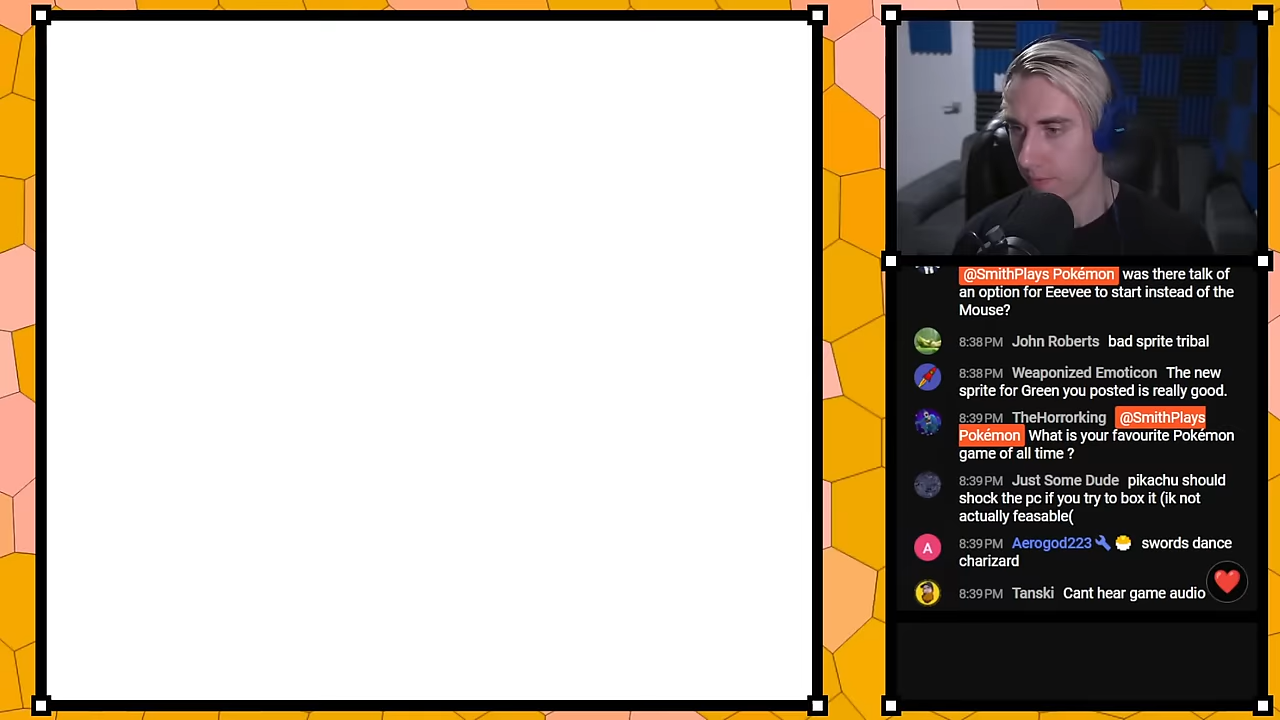 @SmithPlays Pokémon was there talk of
an option for Eeevee to start instead of the
Mouse?
8:38 PM John Roberts bad sprite tribal
8:38 PM Weaponized Emoticon The new
sprite for Green you posted is really good.
8:39 PM TheHorrorking @SmithPlays
Pokémon What is your favourite Pokémon
game of all time ?
8:39 PM Just Some Dude pikachu should
shock the pc if you try to box it (ik not
actually feasable(
A 8:39 PM Aerogod223 swords dance
charizard
8:39 PM Tanski Cant hear game audio